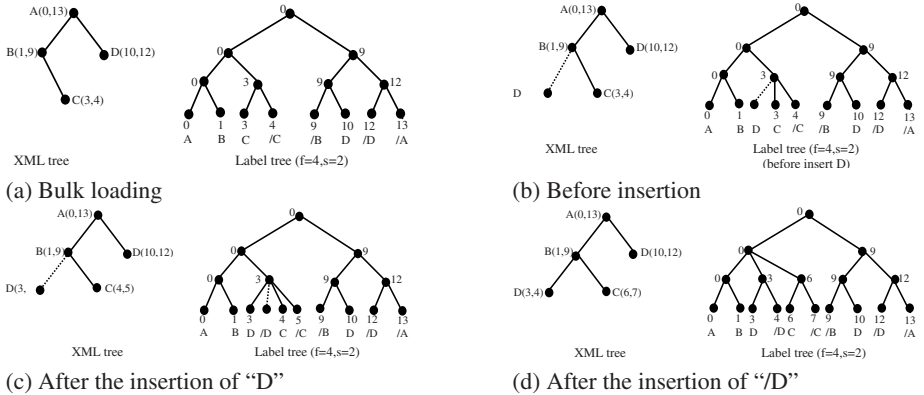 A(0,13)
B(1,9)
D(10,12)
C(3,4)
0
0
9
0
3
9
12
0 1 3 4 9 10 12 13
A B C /C /B D /D /A
XML tree
Label tree (f=4,s=2)
(a) Bulk loading
A(0,13)
B(1,9)
D(10,12)
D
C(3,4)
0
0
9
0
3
9
12
0 1 3 4 9 10 12 13
A B D C /C /B D /D /A
XML tree
Label tree (f=4,s=2)
(before insert D)
(b) Before insertion
A(0,13)
B(1,9)
D(10,12)
D(3,
C(4,5)
0
0
9
0
3
9
12
0 1 3 4 5 9 10 12 13
A B D /D C /C /B D /D /A
XML tree
Label tree (f=4,s=2)
(c) After the insertion of “D”
A(0,13)
B(1,9)
D(10,12)
D(3,4)
C(6,7)
0
0
9
0
3
6
9
12
0 1 3 4 6 7 9 10 12 13
A B D /D C /C /B D /D /A
XML tree
Label tree (f=4,s=2)
(d) After the insertion of “/D”